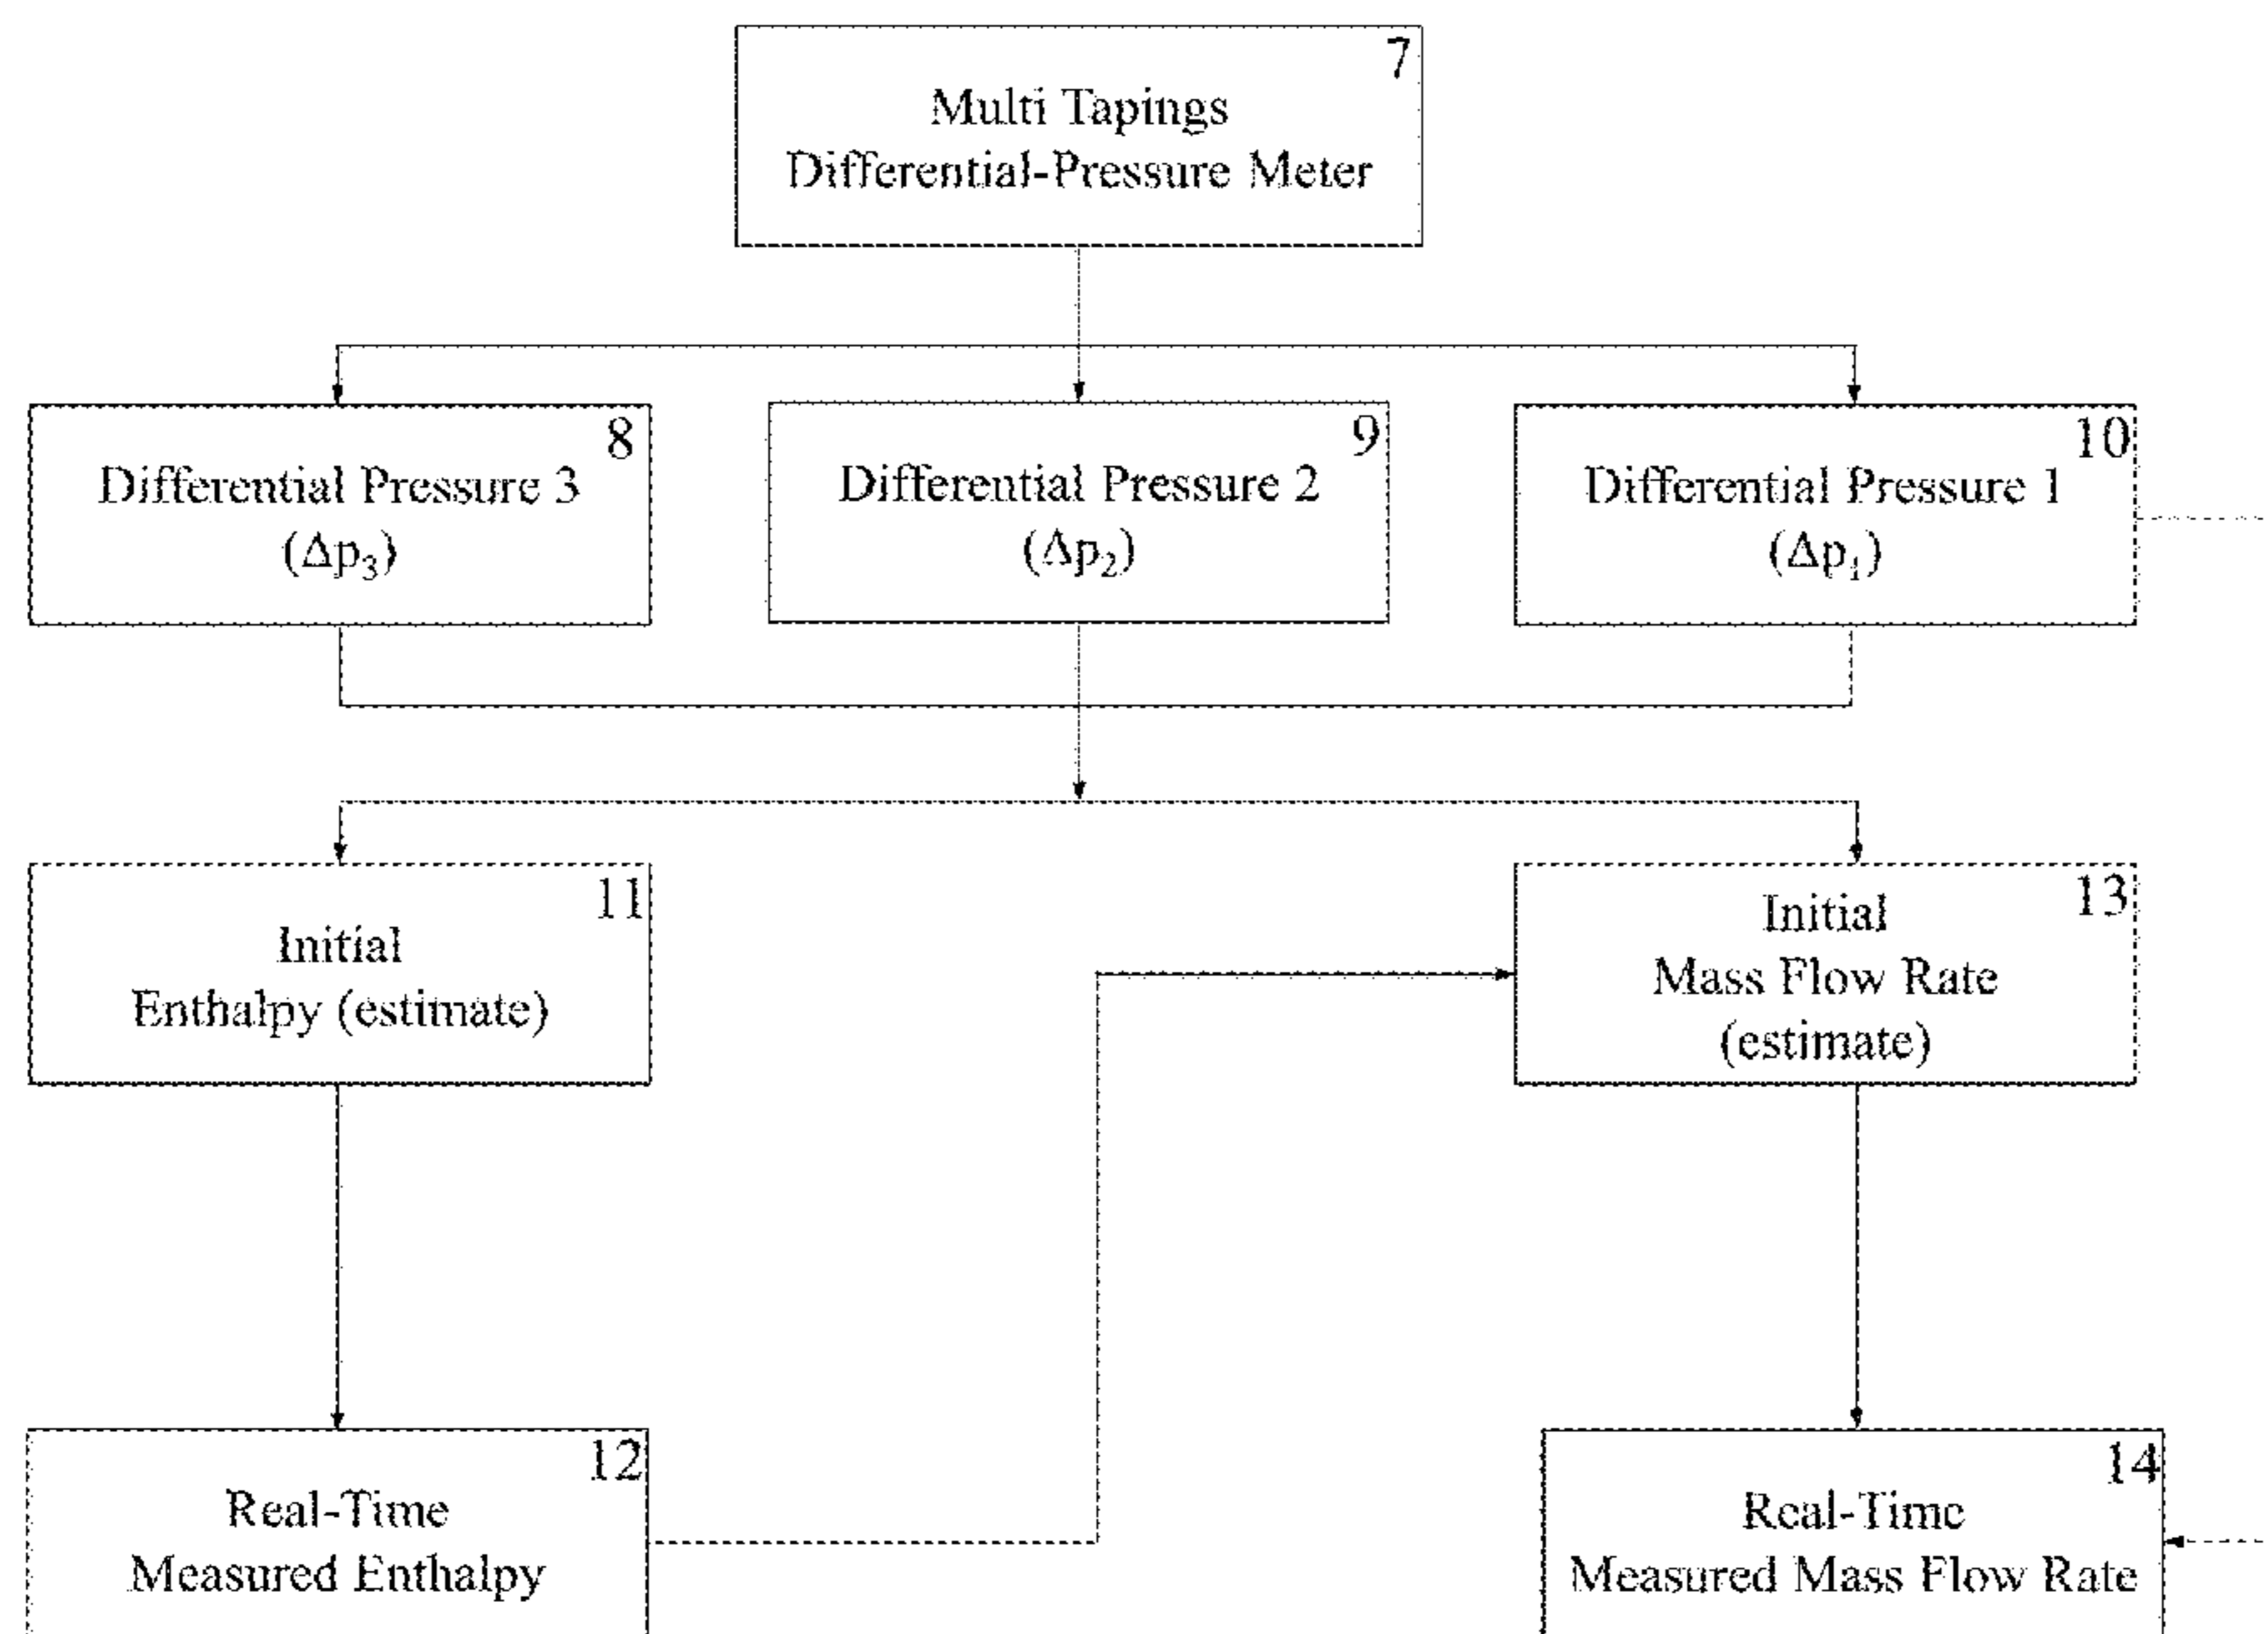 7
Multi Tapings
Differential-Pressure Meter
8
Differential Pressure 3
(Δp₃)
9
Differential Pressure 2
(Δp₂)
10
Differential Pressure 1
(Δp₁)
11
Initial
Enthalpy (estimate)
13
Initial
Mass Flow Rate
(estimate)
12
Real-Time
Measured Enthalpy
14
Real-Time
Measured Mass Flow Rate